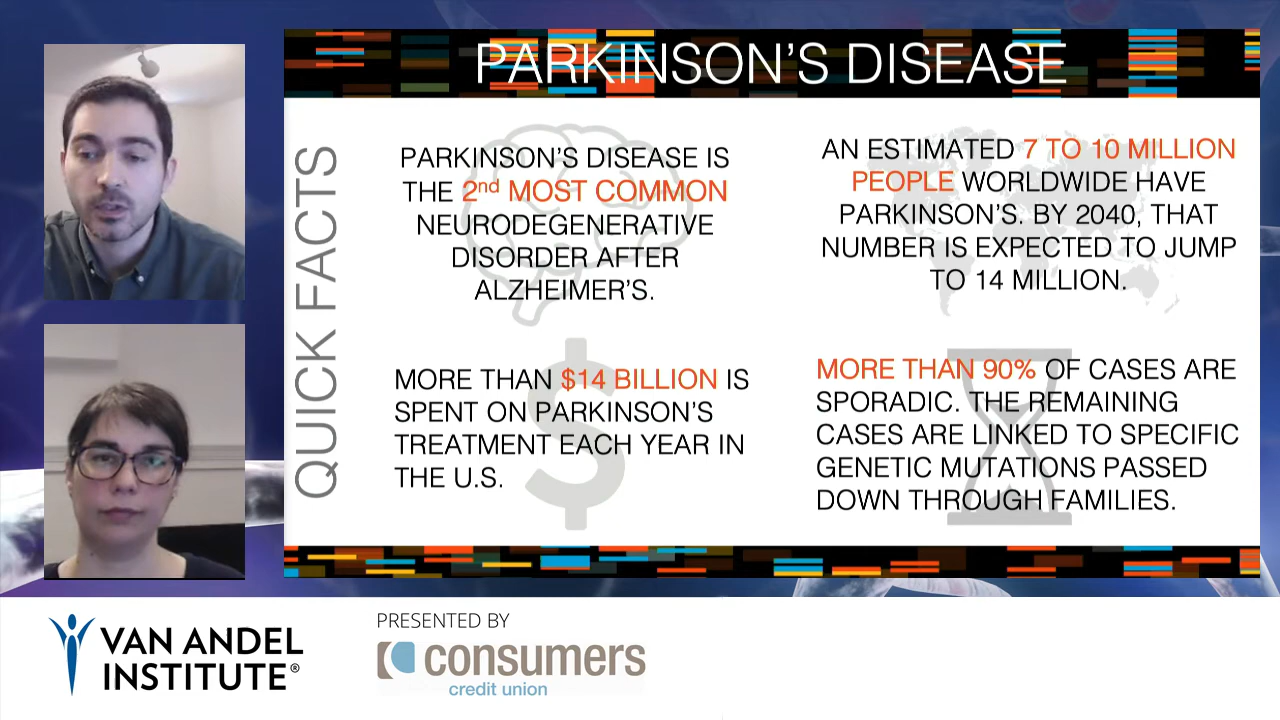 PARKINSON'S DISEASE
QUICK FACTS
PARKINSON'S DISEASE IS
THE 2nd MOST COMMON
NEURODEGENERATIVE
DISORDER AFTER
ALZHEIMER'S.
AN ESTIMATED 7 TO 10 MILLION
PEOPLE WORLDWIDE HAVE
PARKINSON'S. BY 2040, THAT
NUMBER IS EXPECTED TO JUMP
TO 14 MILLION.
MORE THAN $14 BILLION IS
SPENT ON PARKINSON'S
TREATMENT EACH YEAR IN
THE U.S.
MORE THAN 90% OF CASES ARE
SPORADIC. THE REMAINING
CASES ARE LINKED TO SPECIFIC
GENETIC MUTATIONS PASSED
DOWN THROUGH FAMILIES.
VAN ANDEL
INSTITUTE®
PRESENTED BY
consumers
credit union